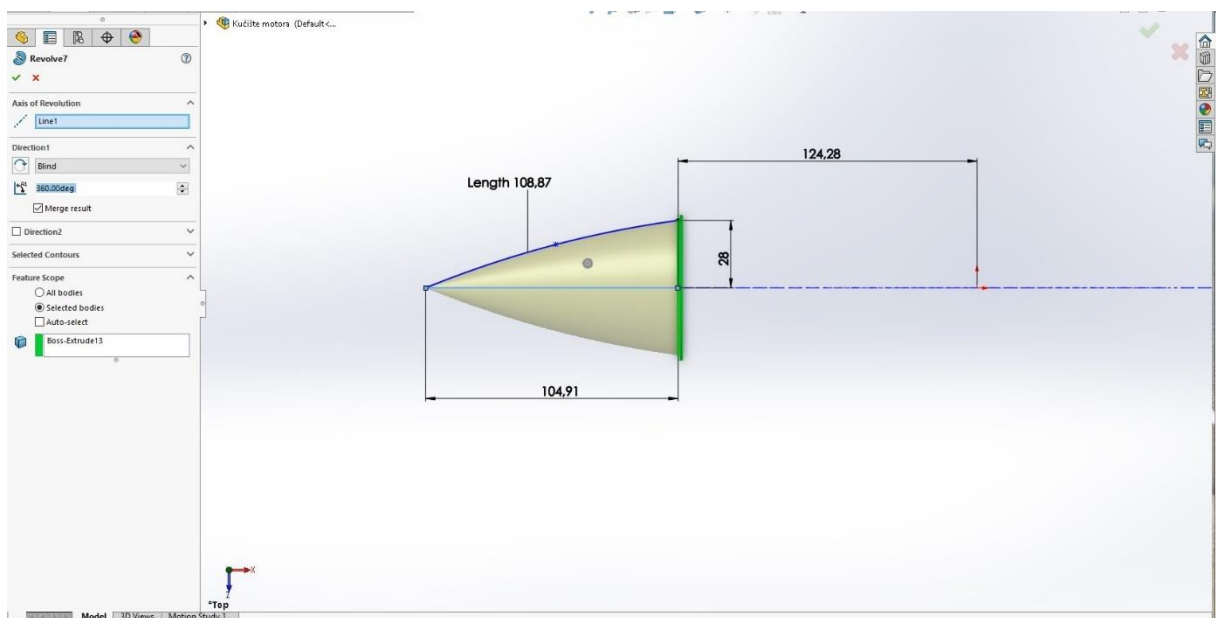 Kučište motora (Default<...
Revolve7
Axis of Revolution
Line1
Direction1
Blind
360.00deg
Merge result
Direction2
Selected Contours
Feature Scope
All bodies
Selected bodies
Auto-select
Boss-Extrude13
124,28
Length 108,87
28
104,91
X
Z
*Top
Model
3D Views
Motion Study 1